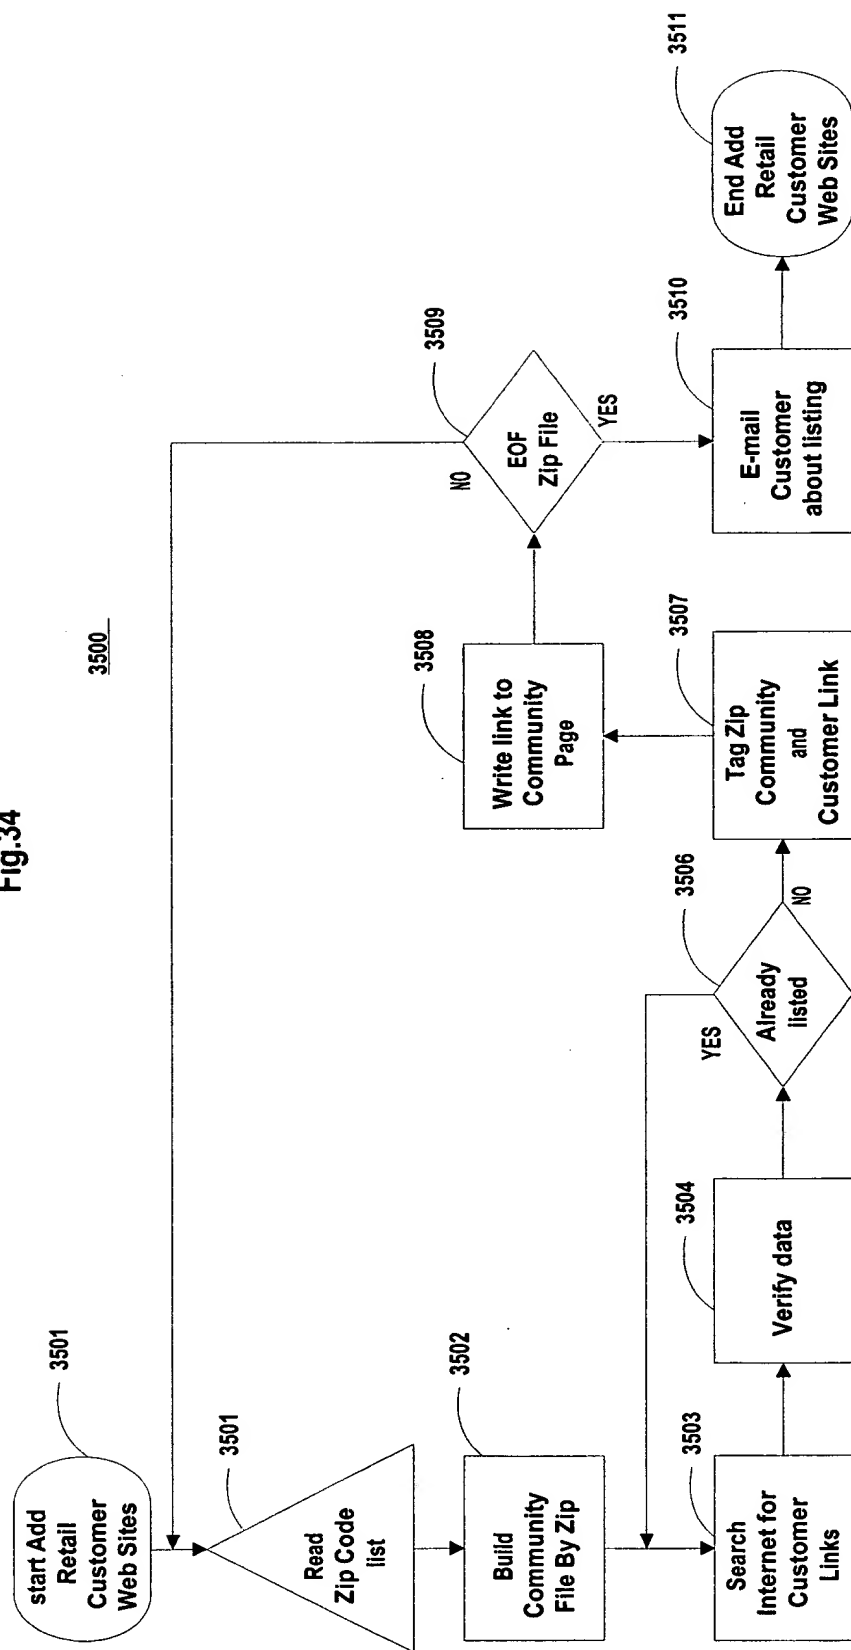 Fig.34
3500
start Add
Retail
Customer
Web Sites
3501
Read
Zip Code
list
3501
Build
Community
File By Zip
3502
Search
Internet for
Customer
Links
3503
Verify data
3504
Already
listed
3506
YES
NO
Tag Zip
Community
and
Customer Link
3507
Write link to
Community
Page
3508
EOF
Zip File
3509
NO
YES
E-mail
Customer
about listing
3510
End Add
Retail
Customer
Web Sites
3511